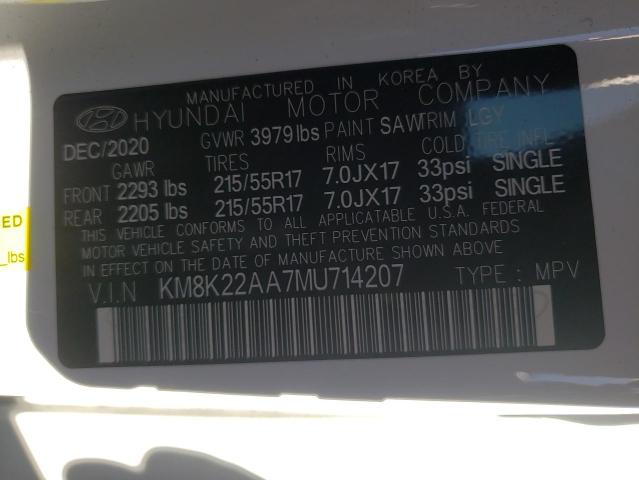 MANUFACTURED IN KOREA BY
HYUNDAI MOTOR COMPANY
DEC/2020 GVWR 3979lbs PAINT SAW TRIM LGY
GAWR TIRES RIMS COLD TIRE INFL
FRONT 2293 lbs 215/55R17 7.0JX17 33psi SINGLE
REAR 2205 lbs 215/55R17 7.0JX17 33psi SINGLE
THIS VEHICLE CONFORMS TO ALL APPLICATABLE U.S.A. FEDERAL
MOTOR VEHICLE SAFETY AND THEFT PREVENTION STANDARDS
IN EFFECT ON THE DATE OF MANUFACTURE SHOWN ABOVE
V.I.N KM8K22AA7MU714207 TYPE : MPV
ED
lbs